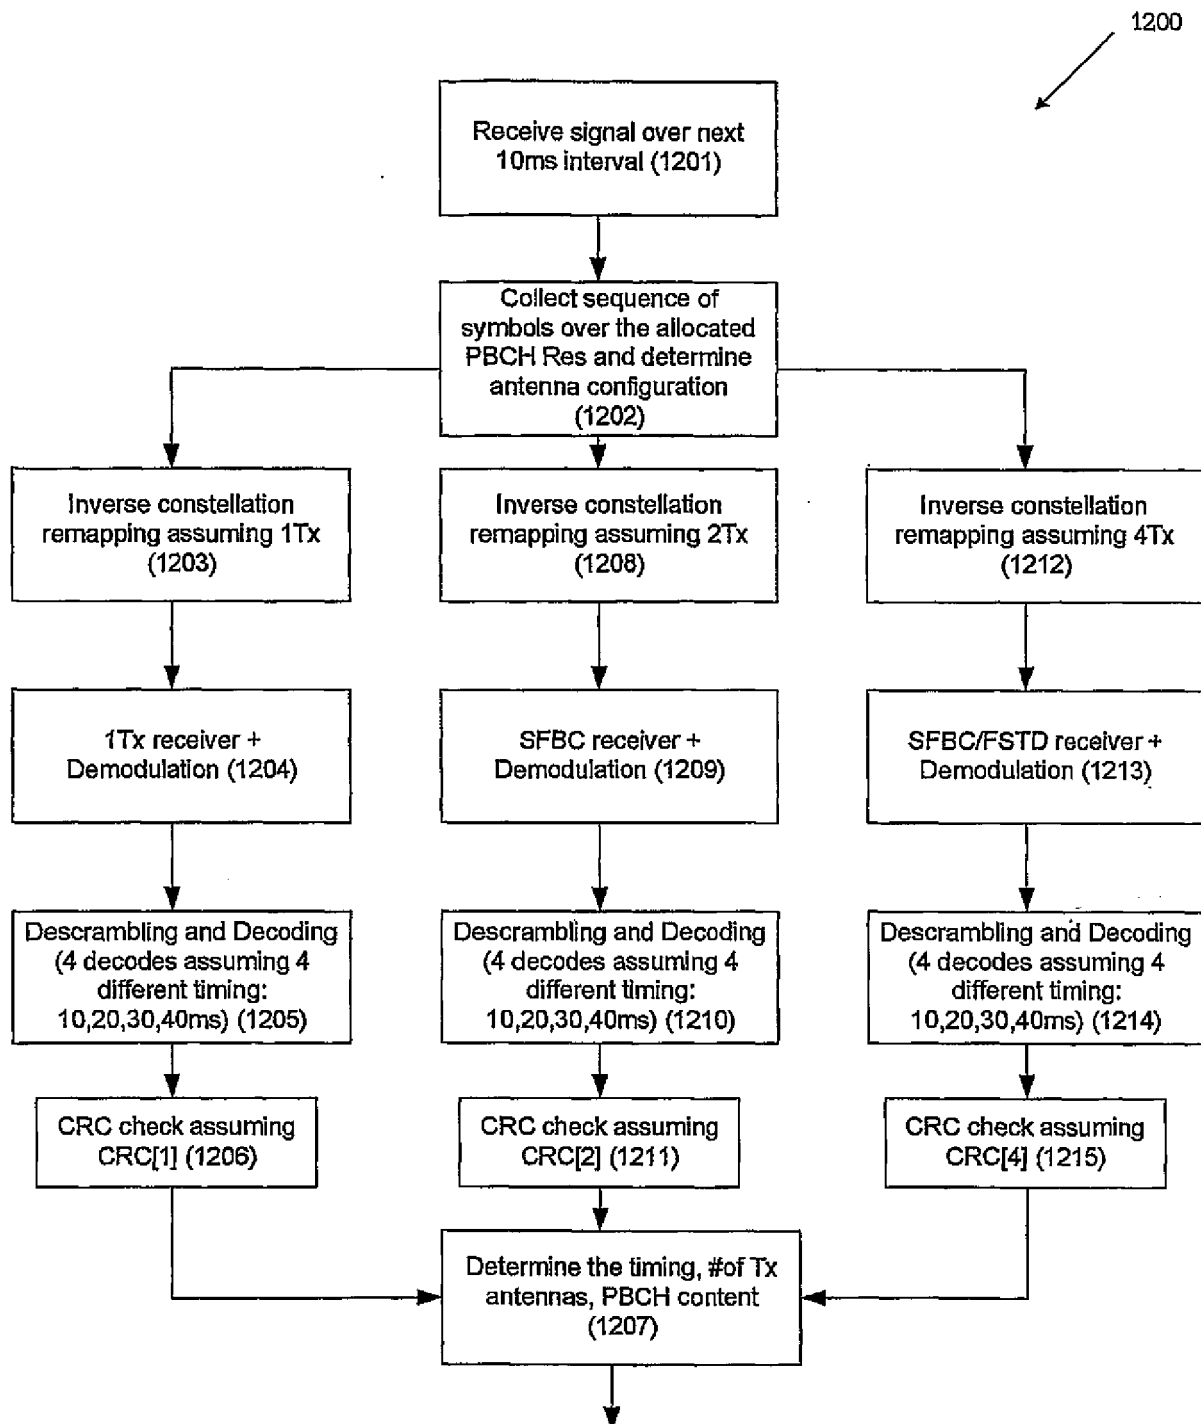 1200
Receive signal over next
10ms interval (1201)
Collect sequence of
symbols over the allocated
PBCH Res and determine
antenna configuration
(1202)
Inverse constellation
remapping assuming 1Tx
(1203)
Inverse constellation
remapping assuming 2Tx
(1208)
Inverse constellation
remapping assuming 4Tx
(1212)
1Tx receiver +
Demodulation (1204)
SFBC receiver +
Demodulation (1209)
SFBC/FSTD receiver +
Demodulation (1213)
Descrambling and Decoding
(4 decodes assuming 4
different timing:
10,20,30,40ms) (1205)
Descrambling and Decoding
(4 decodes assuming 4
different timing:
10,20,30,40ms) (1210)
Descrambling and Decoding
(4 decodes assuming 4
different timing:
10,20,30,40ms) (1214)
CRC check assuming
CRC[1] (1206)
CRC check assuming
CRC[2] (1211)
CRC check assuming
CRC[4] (1215)
Determine the timing, #of Tx
antennas, PBCH content
(1207)